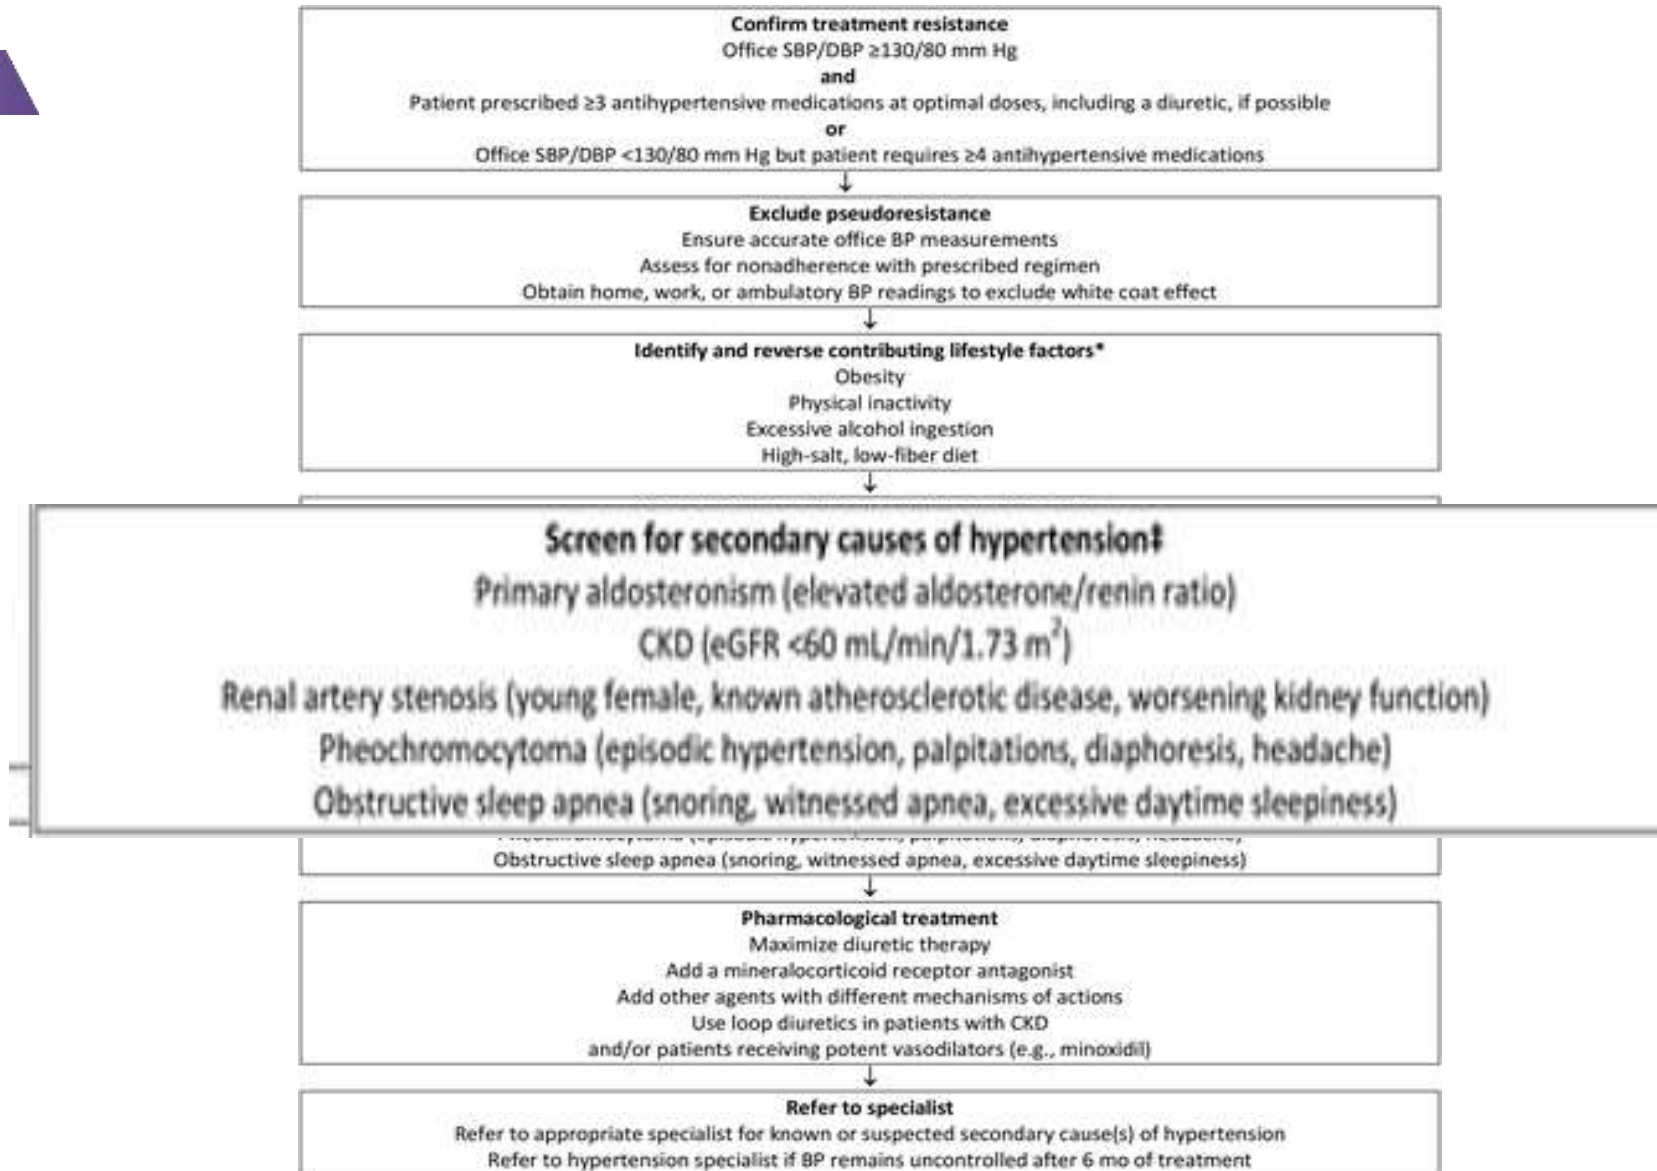 Confirm treatment resistance
Office SBP/DBP ≥130/80 mm Hg
and
Patient prescribed ≥3 antihypertensive medications at optimal doses, including a diuretic, if possible
or
Office SBP/DBP <130/80 mm Hg but patient requires ≥4 antihypertensive medications
↓
Exclude pseudoresistance
Ensure accurate office BP measurements
Assess for nonadherence with prescribed regimen
Obtain home, work, or ambulatory BP readings to exclude white coat effect
↓
Identify and reverse contributing lifestyle factors*
Obesity
Physical inactivity
Excessive alcohol ingestion
High-salt, low-fiber diet
↓
Screen for secondary causes of hypertension‡
Primary aldosteronism (elevated aldosterone/renin ratio)
CKD (eGFR <60 mL/min/1.73 m²)
Renal artery stenosis (young female, known atherosclerotic disease, worsening kidney function)
Pheochromocytoma (episodic hypertension, palpitations, diaphoresis, headache)
Obstructive sleep apnea (snoring, witnessed apnea, excessive daytime sleepiness)
Obstructive sleep apnea (snoring, witnessed apnea, excessive daytime sleepiness)
↓
Pharmacological treatment
Maximize diuretic therapy
Add a mineralocorticoid receptor antagonist
Add other agents with different mechanisms of actions
Use loop diuretics in patients with CKD
and/or patients receiving potent vasodilators (e.g., minoxidil)
↓
Refer to specialist
Refer to appropriate specialist for known or suspected secondary cause(s) of hypertension
Refer to hypertension specialist if BP remains uncontrolled after 6 mo of treatment